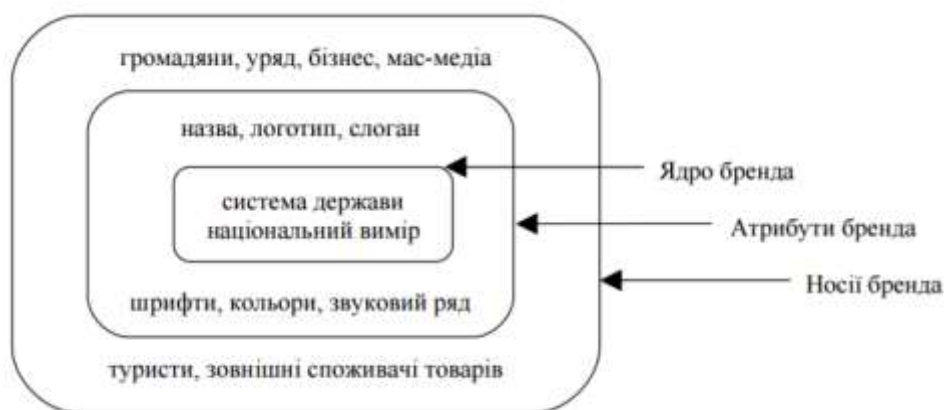 громадяни, уряд, бізнес, мас-медіа
назва, логотип, слоган
Ядро бренда
система держави
національний вимір
Атрибути бренда
Носії бренда
шрифти, кольори, звуковий ряд
туристи, зовнішні споживачі товарів